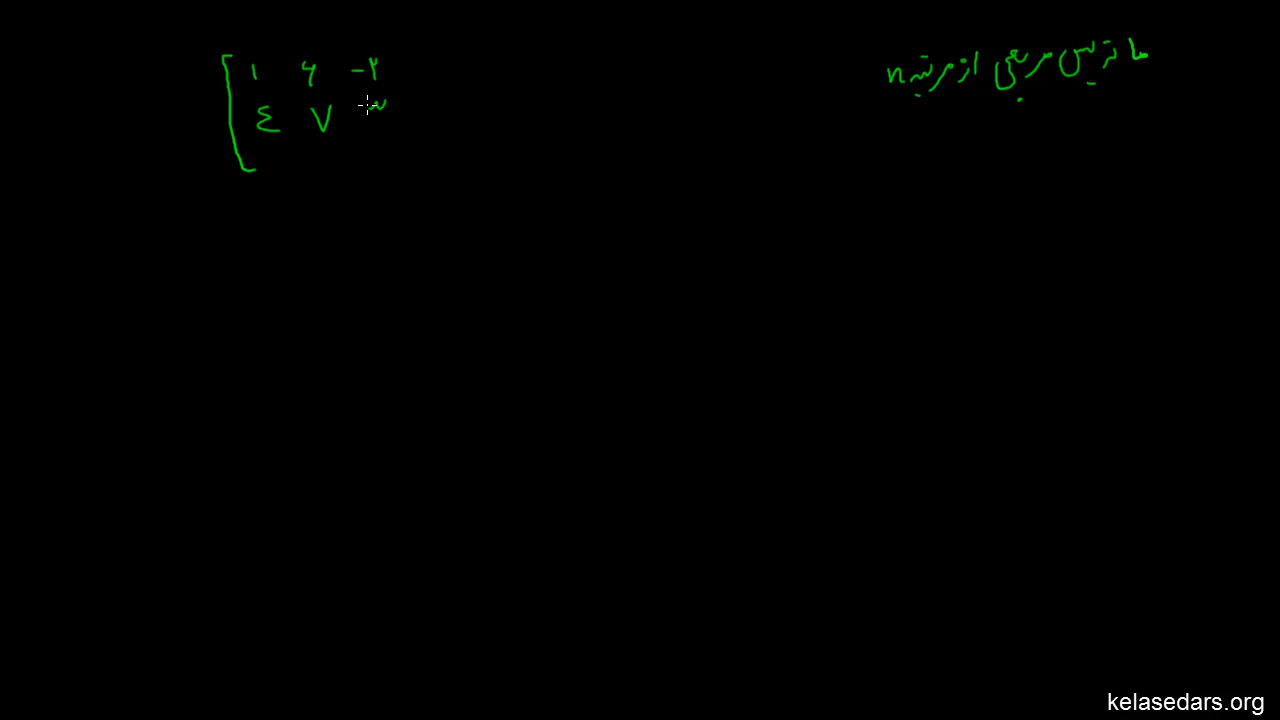 ماتریس مربعی از مرتبه n
۱ ۶ -۲
٤ ۷
kelasedars.org